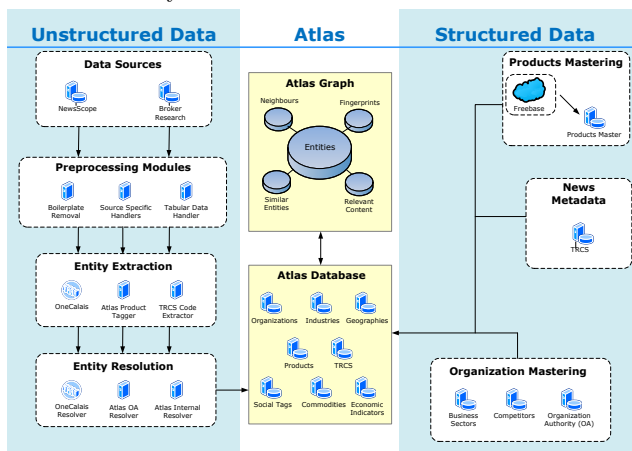 Unstructured Data
Atlas
Structured Data
Data Sources
NewsScope
Broker
Research
Preprocessing Modules
Boilerplate
Removal
Source Specific
Handlers
Tabular Data
Handler
Entity Extraction
OneCalais
Atlas Product
Tagger
TRCS Code
Extractor
Entity Resolution
OneCalais
Resolver
Atlas OA
Resolver
Atlas Internal
Resolver
Atlas Graph
Neighbours
Fingerprints
Entities
Similar
Entities
Relevant
Content
Atlas Database
Organizations
Industries
Geographies
Products
TRCS
Social Tags
Commodities
Economic
Indicators
Products Mastering
Freebase
Products Master
News
Metadata
TRCS
Organization Mastering
Business
Sectors
Competitors
Organization
Authority (OA)